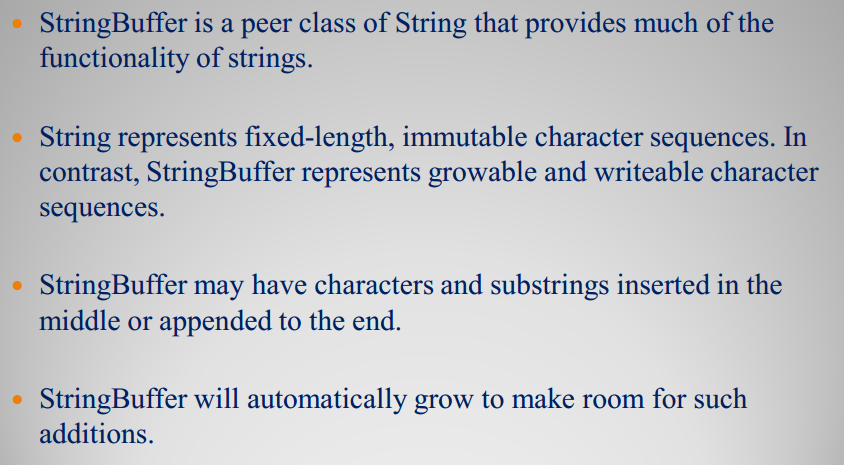 • StringBuffer is a peer class of String that provides much of the
functionality of strings.
• String represents fixed-length, immutable character sequences. In
contrast, StringBuffer represents growable and writeable character
sequences.
• StringBuffer may have characters and substrings inserted in the
middle or appended to the end.
• StringBuffer will automatically grow to make room for such
additions.